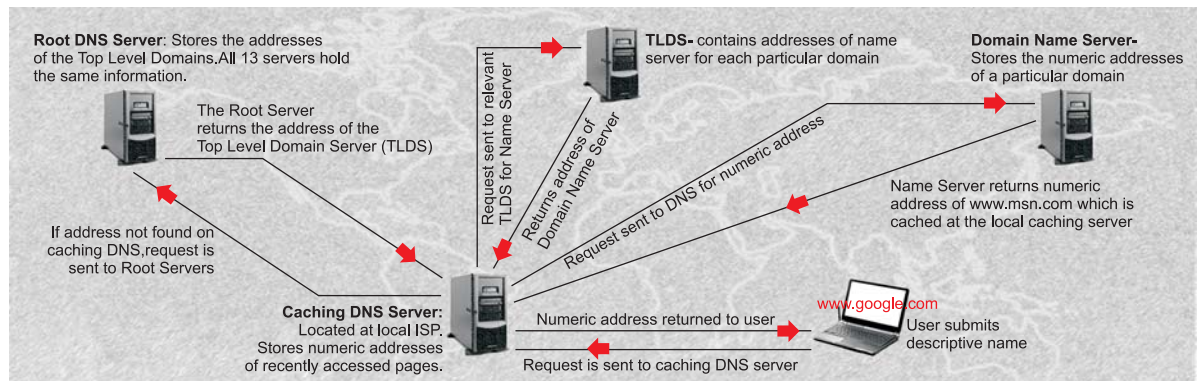 Root DNS Server: Stores the addresses
of the Top Level Domains.All 13 servers hold
the same information.
The Root Server
returns the address of the
Top Level Domain Server (TLDS)
If address not found on
caching DNS,request is
sent to Root Servers
Request sent to relevant
TLDS for Name Server
TLDS- contains addresses of name
server for each particular domain
Returns address of
Domain Name Server
Request sent to DNS for numeric address
Domain Name Server-
Stores the numeric addresses
of a particular domain
Name Server returns numeric
address of www.msn.com which is
cached at the local caching server
Caching DNS Server:
Located at local ISP.
Stores numeric addresses
of recently accessed pages.
Numeric address returned to user
Request is sent to caching DNS server
www.google.com
User submits
descriptive name